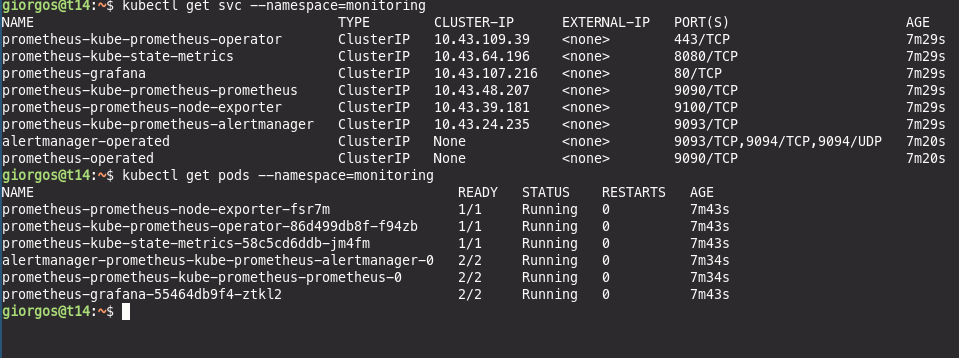 giorgos@t14:~$ kubectl get svc --namespace=monitoring
NAME TYPE CLUSTER-IP EXTERNAL-IP PORT(S) AGE
prometheus-kube-prometheus-operator ClusterIP 10.43.109.39 <none> 443/TCP 7m29s
prometheus-kube-state-metrics ClusterIP 10.43.64.196 <none> 8080/TCP 7m29s
prometheus-grafana ClusterIP 10.43.107.216 <none> 80/TCP 7m29s
prometheus-kube-prometheus-prometheus ClusterIP 10.43.48.207 <none> 9090/TCP 7m29s
prometheus-prometheus-node-exporter ClusterIP 10.43.39.181 <none> 9100/TCP 7m29s
prometheus-kube-prometheus-alertmanager ClusterIP 10.43.24.235 <none> 9093/TCP 7m29s
alertmanager-operated ClusterIP None <none> 9093/TCP,9094/TCP,9094/UDP 7m20s
prometheus-operated ClusterIP None <none> 9090/TCP 7m20s
giorgos@t14:~$ kubectl get pods --namespace=monitoring
NAME READY STATUS RESTARTS AGE
prometheus-prometheus-node-exporter-fsr7m 1/1 Running 0 7m43s
prometheus-kube-prometheus-operator-86d499db8f-f94zb 1/1 Running 0 7m43s
prometheus-kube-state-metrics-58c5cd6ddb-jm4fm 1/1 Running 0 7m43s
alertmanager-prometheus-kube-prometheus-alertmanager-0 2/2 Running 0 7m34s
prometheus-prometheus-kube-prometheus-prometheus-0 2/2 Running 0 7m34s
prometheus-grafana-55464db9f4-ztkl2 2/2 Running 0 7m43s
giorgos@t14:~$